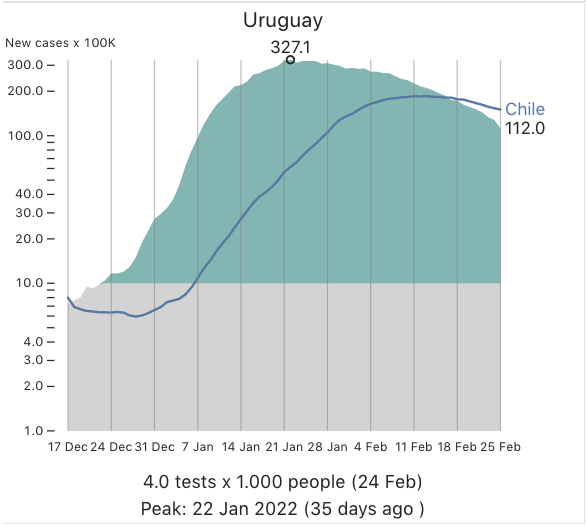 Uruguay
New cases x 100K
327.1
300.0
200.0
100.0
40.0
30.0
20.0
10.0
4.0
3.0
2.0
1.0
Chile
112.0
17 Dec 24 Dec 31 Dec 7 Jan 14 Jan 21 Jan 28 Jan 4 Feb 11 Feb 18 Feb 25 Feb
4.0 tests x 1.000 people (24 Feb)
Peak: 22 Jan 2022 (35 days ago )